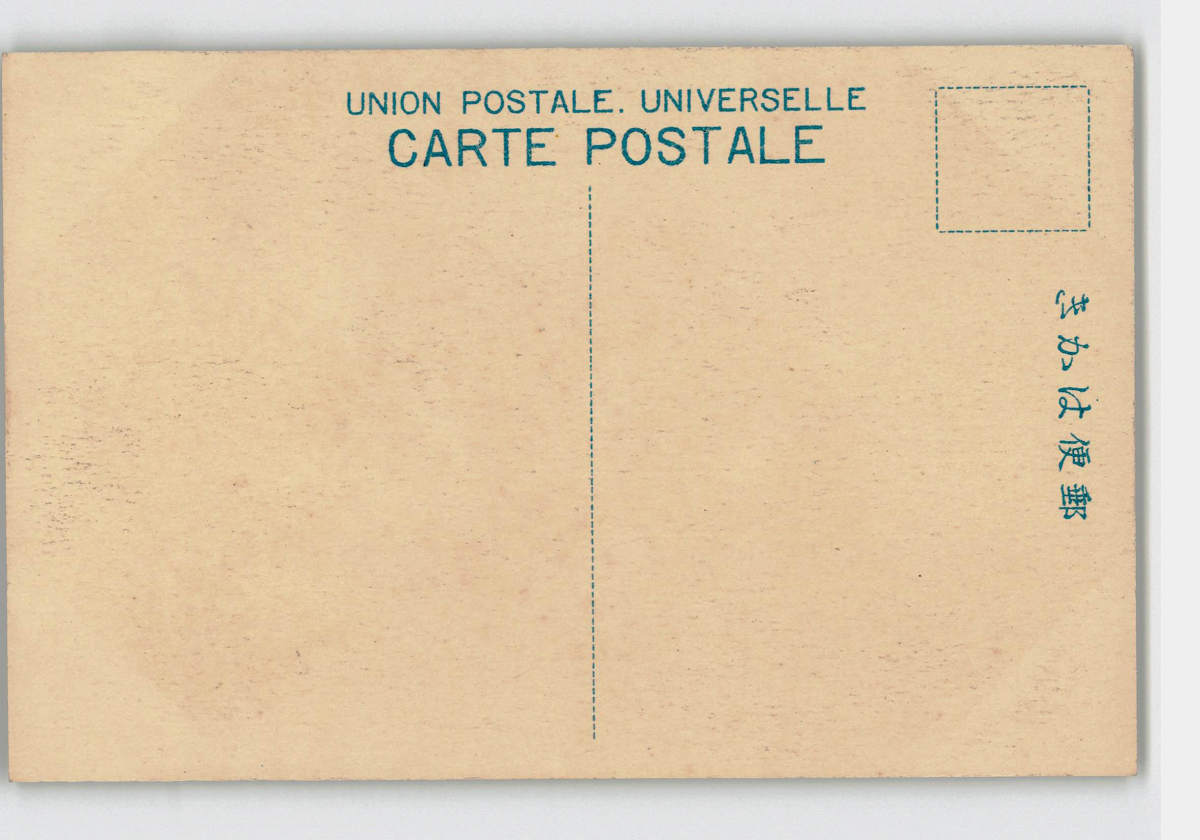 UNION POSTALE. UNIVERSELLE
CARTE POSTALE
郵便はかき